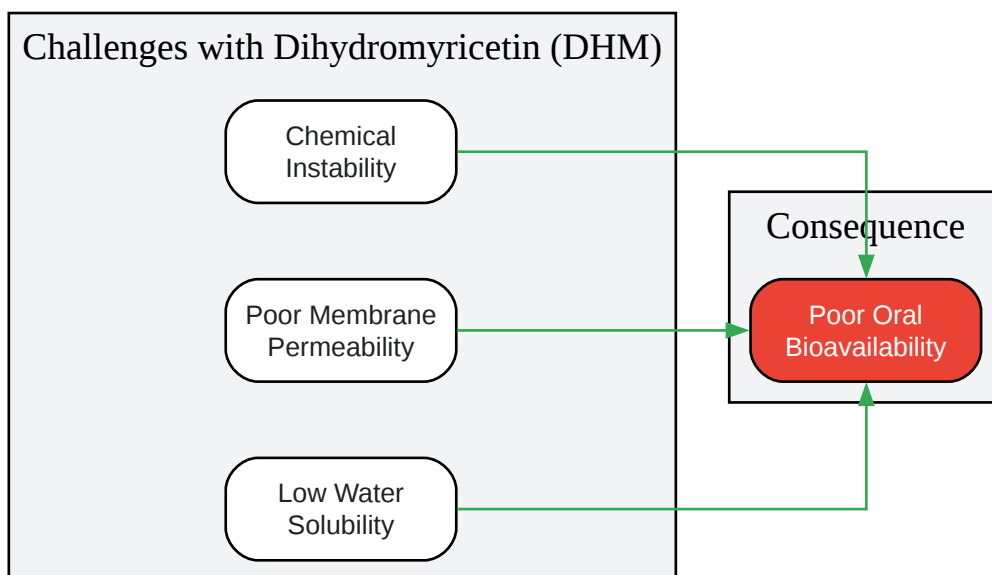 Challenges with Dihydromyricetin (DHM)
Chemical
Instability
Poor Membrane
Permeability
Low Water
Solubility
Consequence
Poor Oral
Bioavailability